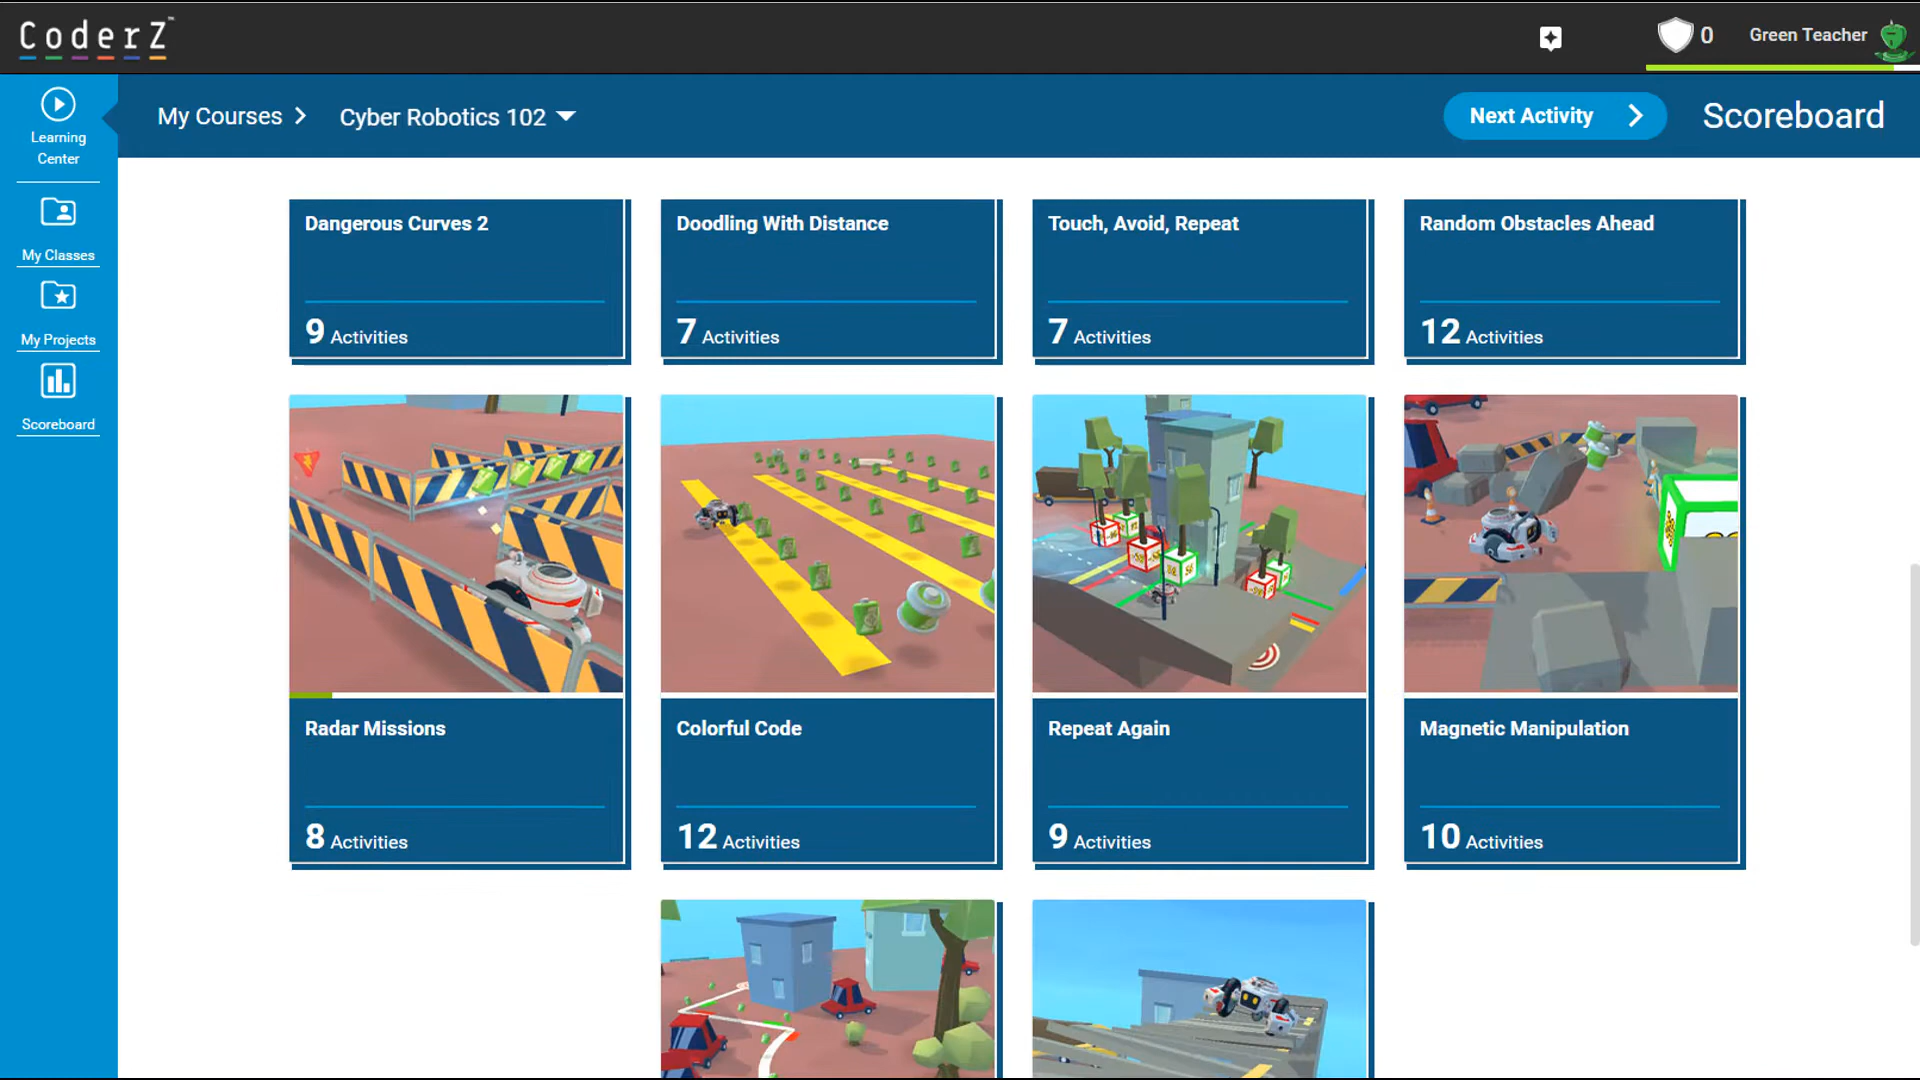 CoderZ™
0
Green Teacher
Learning
Center
My Classes
My Projects
Scoreboard
My Courses
Cyber Robotics 102
Next Activity
Scoreboard
Dangerous Curves 2
9 Activities
Doodling With Distance
7 Activities
Touch, Avoid, Repeat
7 Activities
Random Obstacles Ahead
12 Activities
Radar Missions
8 Activities
Colorful Code
12 Activities
Repeat Again
9 Activities
Magnetic Manipulation
10 Activities